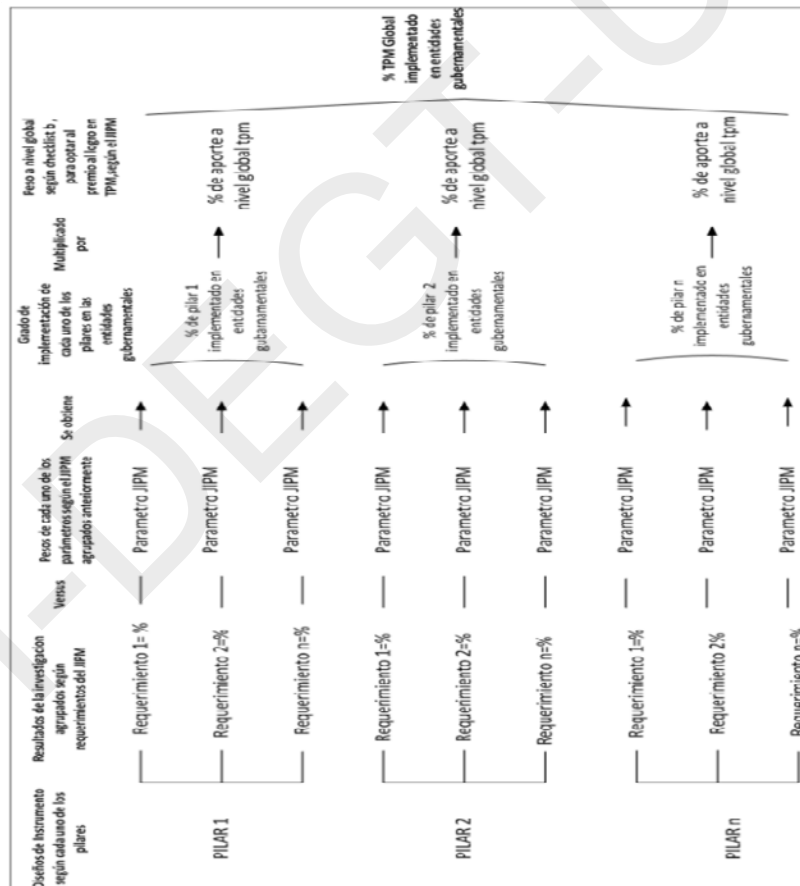 Diseños de Instrumento
según cada uno de los
pilares
Resultados de la investigacion
agrupados según
requerimientos del JIPM
Versus
Pesos de cada uno de los
parámetros según el JIPM
agrupados anteriormente
Se obtiene
Grado de
implementación de
cada uno de los
pilares en las
entidades
gubernamentales
Multiplicado
por
Peso a nivel global
según checklist b,
para optar al
premio al logro en
TPM, según el JIPM
PILAR 1
Requerimiento 1= %
Parametro JIPM
Requerimiento 2=%
Parametro JIPM
Requerimiento n=%
Parametro JIPM
% de pilar 1
implementado en
entidades
gubarnamentales
% de aporte a
nivel global tpm
PILAR 2
Requerimiento 1=%
Parametro JIPM
Requerimiento 2=%
Parametro JIPM
Requerimiento n=%
Parametro JIPM
% de pilar 2
implementado en
entidades
gubernamentales
% de aporte a
nivel global tpm
PILAR n
Requerimiento 1=%
Parametro JIPM
Requerimiento 2%
Parametro JIPM
Requerimiento n=%
Parametro JIPM
% de pilar n
implementado en
entidades
gubernamentales
% de aporte a
nivel global tpm
% TPM Global
implementado
en entidades
gubernamentales
-DEGT-U